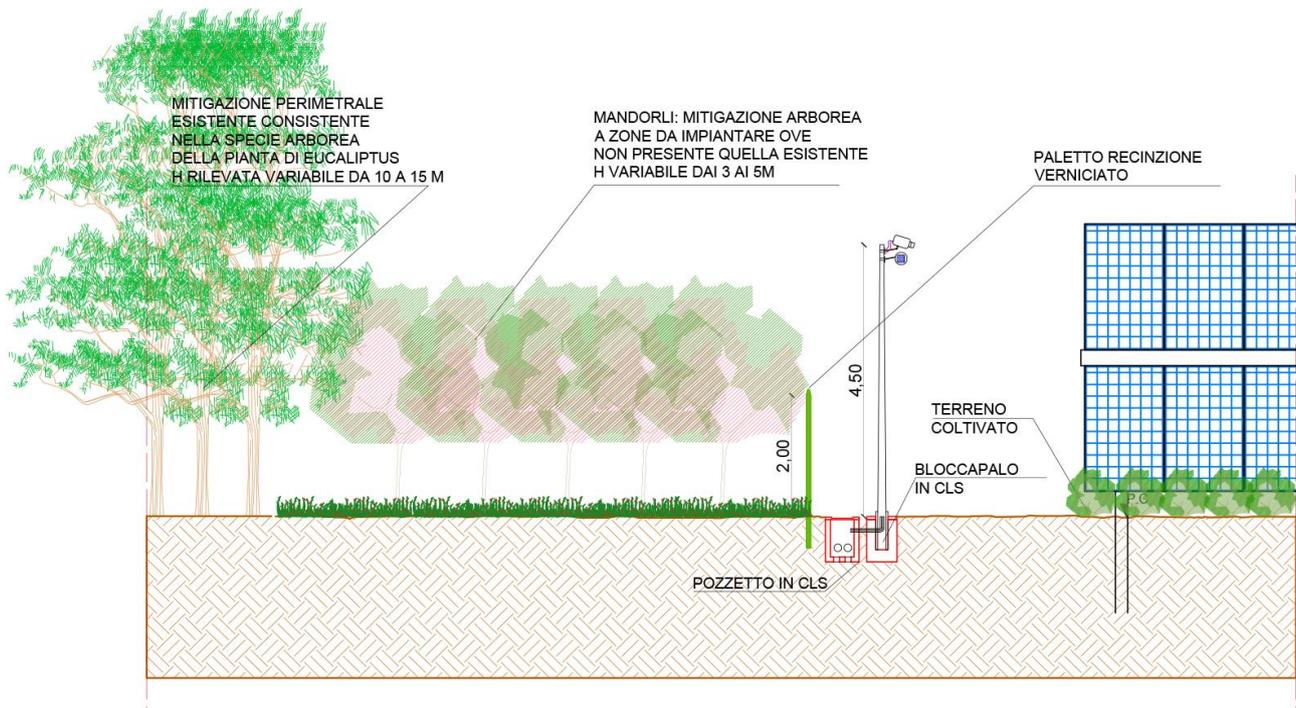 MITIGAZIONE PERIMETRALE
ESISTENTE CONSISTENTE
NELLA SPECIE ARBOREA
DELLA PIANTA DI EUCALIPTUS
H RILEVATA VARIABILE DA 10 A 15 M
MANDORLI: MITIGAZIONE ARBOREA
A ZONE DA IMPIANTARE OVE
NON PRESENTE QUELLA ESISTENTE
H VARIABILE DAI 3 AI 5M
PALETTO RECINZIONE
VERNICIATO
4,50
2,00
TERRENO
COLTIVATO
BLOCCAPALO
IN CLS
POZZETTO IN CLS